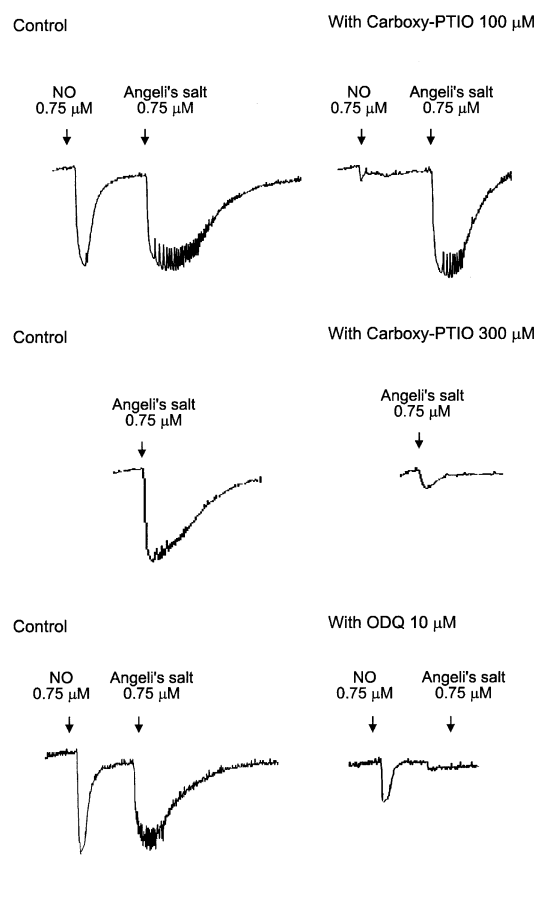 Control
With Carboxy-PTIO 100 μM
NO
0.75 μM
Angeli's salt
0.75 μM
NO
0.75 μM
Angeli's salt
0.75 μM
Control
With Carboxy-PTIO 300 μM
Angeli's salt
0.75 μM
Angeli's salt
0.75 μM
Control
With ODQ 10 μM
NO
0.75 μM
Angeli's salt
0.75 μM
NO
0.75 μM
Angeli's salt
0.75 μM